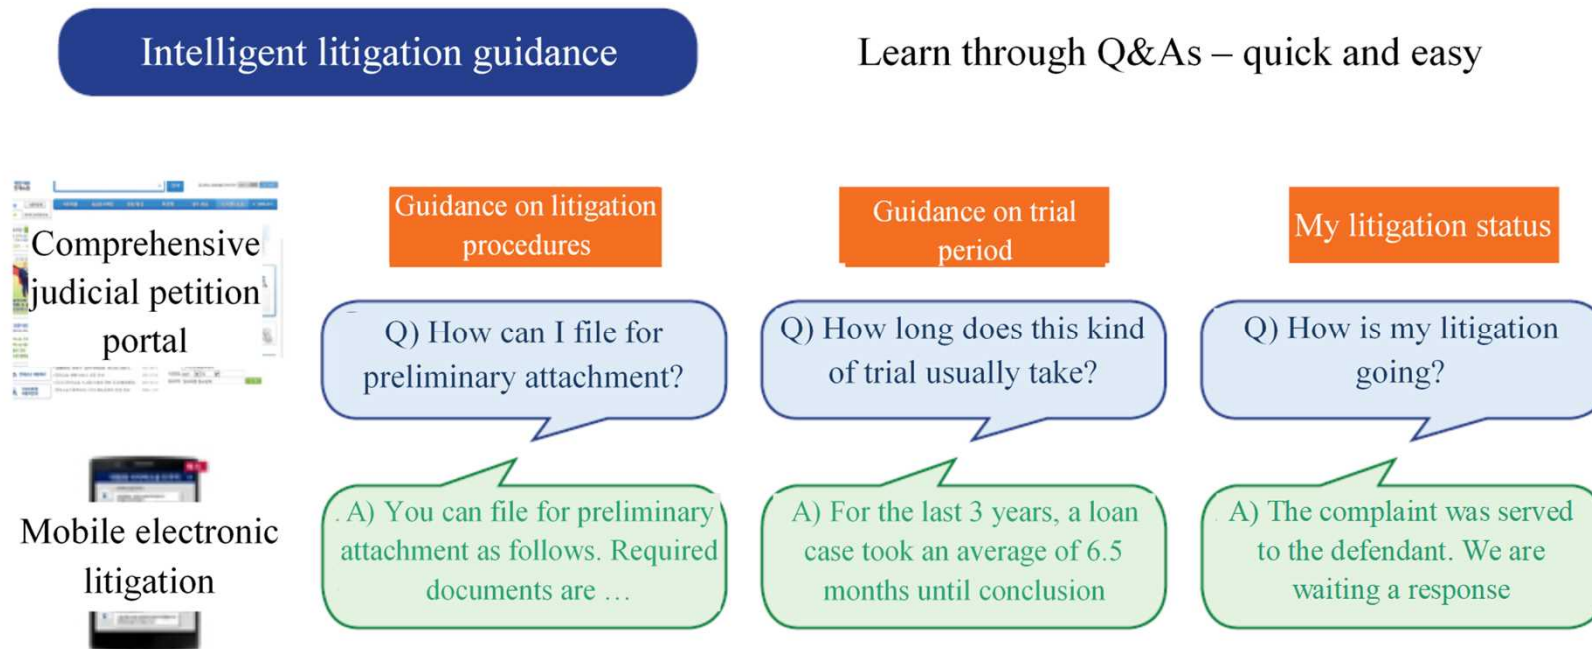 Intelligent litigation guidance
Learn through Q&As – quick and easy
Comprehensive
judicial petition
portal
Guidance on litigation
procedures
Guidance on trial
period
My litigation status
Q) How can I file for
preliminary attachment?
Q) How long does this kind
of trial usually take?
Q) How is my litigation
going?
Mobile electronic
litigation
A) You can file for preliminary
attachment as follows. Required
documents are …
A) For the last 3 years, a loan
case took an average of 6.5
months until conclusion
A) The complaint was served
to the defendant. We are
waiting a response